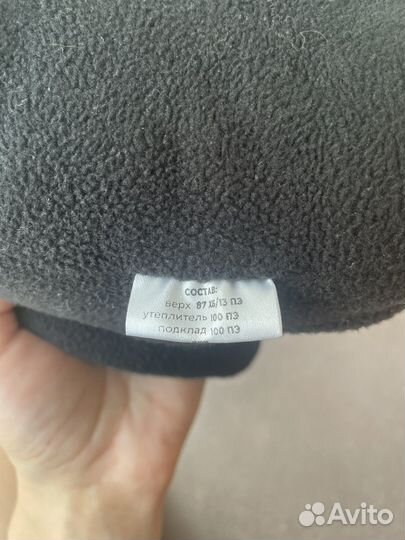 СОСТАВ:
верх 87 ХБ/13 ПЭ
утеплитель 100 ПЭ
подклад 100 ПЭ
Avito